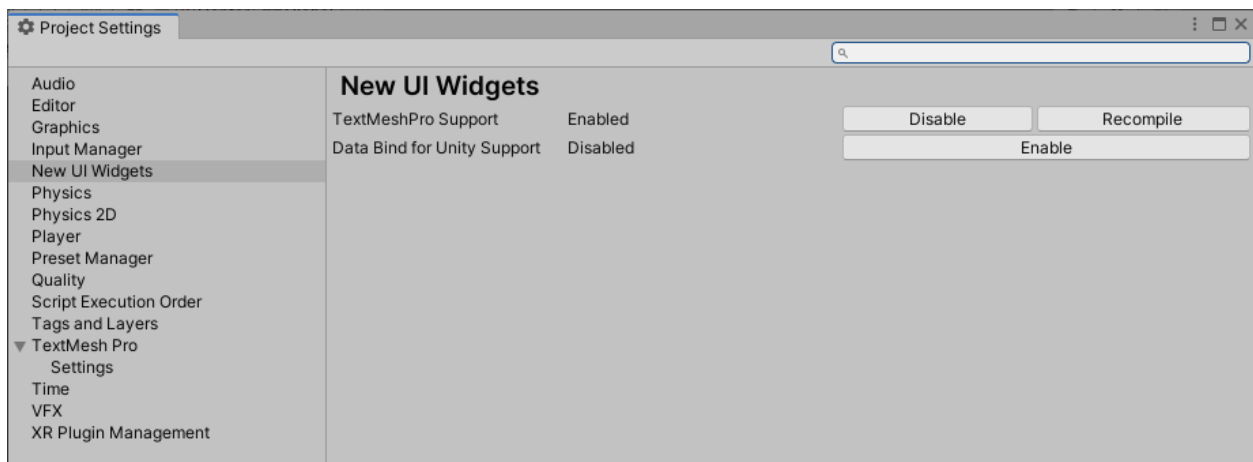 Project Settings
Audio
Editor
Graphics
Input Manager
New UI Widgets
Physics
Physics 2D
Player
Preset Manager
Quality
Script Execution Order
Tags and Layers
TextMesh Pro
Settings
Time
VFX
XR Plugin Management
New UI Widgets
TextMeshPro Support Enabled Disable Recompile
Data Bind for Unity Support Disabled Enable